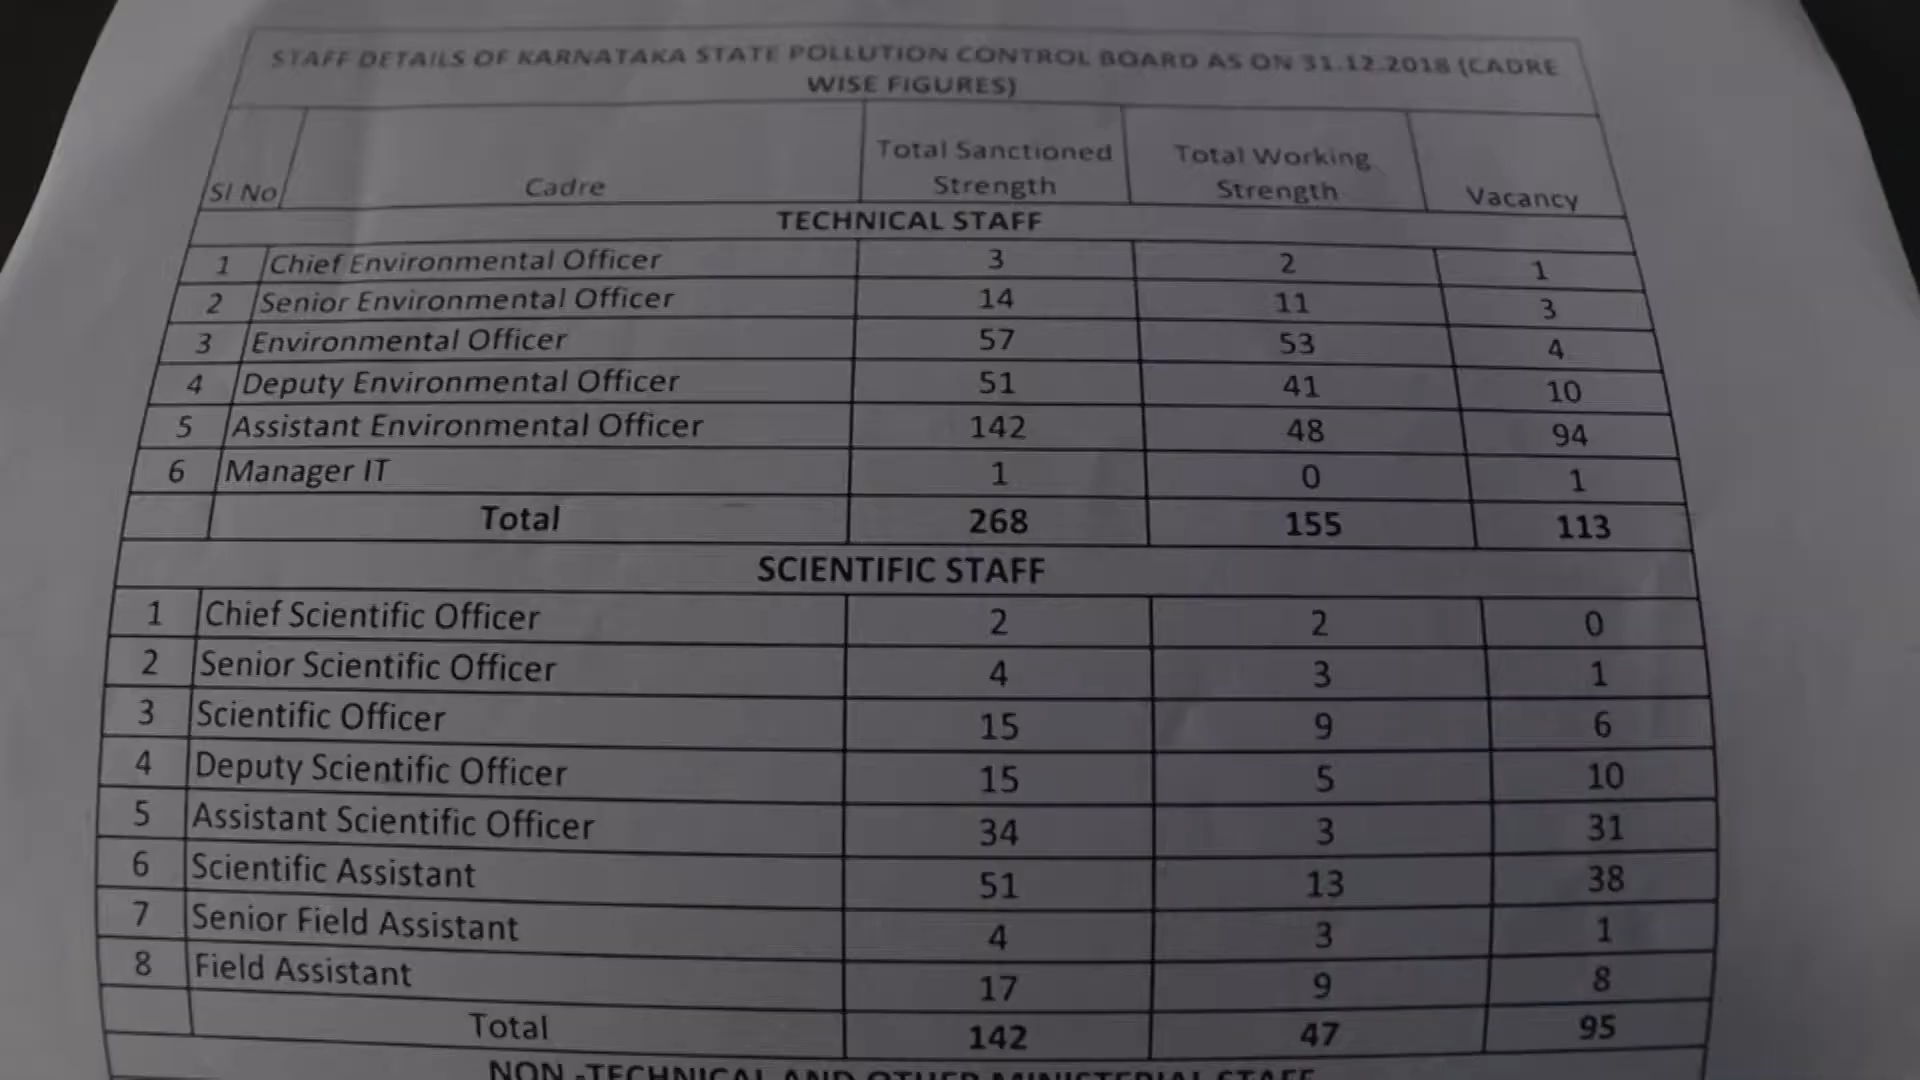 STAFF DETAILS OF KARNATAKA STATE POLLUTION CONTROL BOARD AS ON 31.12.2018 (CADRE
WISE FIGURES)
Sl No Cadre Total Sanctioned Strength Total Working Strength Vacancy
TECHNICAL STAFF
1 Chief Environmental Officer 3 2 1
2 Senior Environmental Officer 14 11 3
3 Environmental Officer 57 53 4
4 Deputy Environmental Officer 51 41 10
5 Assistant Environmental Officer 142 48 94
6 Manager IT 1 0 1
Total 268 155 113
SCIENTIFIC STAFF
1 Chief Scientific Officer 2 2 0
2 Senior Scientific Officer 4 3 1
3 Scientific Officer 15 9 6
4 Deputy Scientific Officer 15 5 10
5 Assistant Scientific Officer 34 3 31
6 Scientific Assistant 51 13 38
7 Senior Field Assistant 4 3 1
8 Field Assistant 17 9 8
Total 142 47 95
NON -TECHNICAL AND OTHER MINISTERIAL STAFF